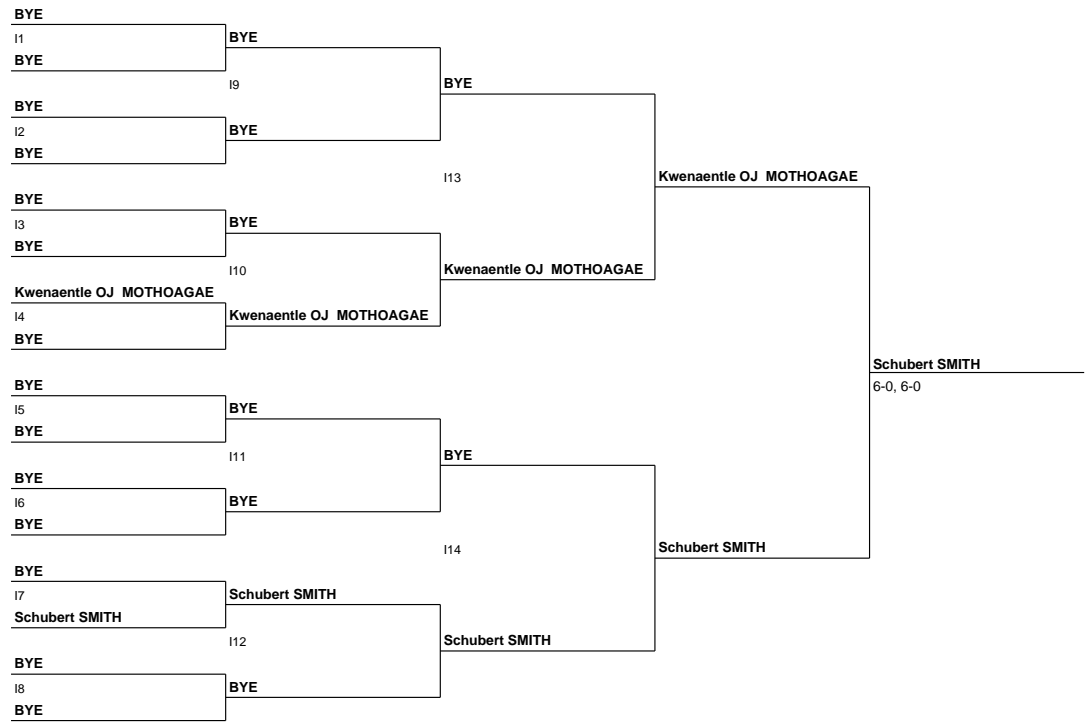 BYE
I1
BYE
BYE
I9
BYE
BYE
I2
BYE
BYE
I13
Kwenaentle OJ  MOTHOAGAE
BYE
I3
BYE
BYE
I10
Kwenaentle OJ  MOTHOAGAE
Kwenaentle OJ  MOTHOAGAE
I4
Kwenaentle OJ  MOTHOAGAE
BYE
Schubert SMITH
6-0, 6-0
BYE
I5
BYE
BYE
I11
BYE
BYE
I6
BYE
BYE
I14
Schubert SMITH
BYE
I7
Schubert SMITH
Schubert SMITH
I12
Schubert SMITH
BYE
I8
BYE
BYE